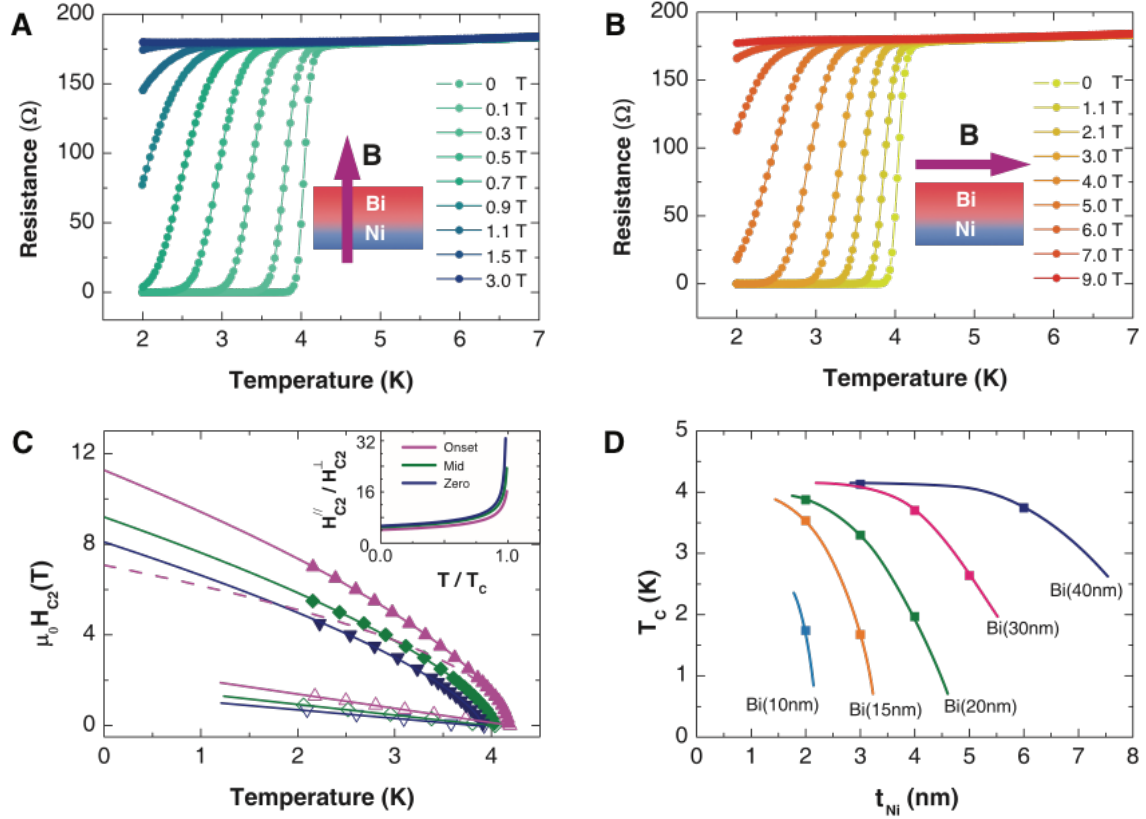 A
200
150
100
50
0
2
3
4
5
6
7
Resistance (Ω)
Temperature (K)
0 T
0.1 T
0.3 T
0.5 T
0.7 T
0.9 T
1.1 T
1.5 T
3.0 T
B
Bi
Ni
B
200
150
100
50
0
2
3
4
5
6
7
Resistance (Ω)
Temperature (K)
0 T
1.1 T
2.1 T
3.0 T
4.0 T
5.0 T
6.0 T
7.0 T
9.0 T
B
Bi
Ni
C
12
8
4
0
0
1
2
3
4
μ0HC2(T)
Temperature (K)
32
16
0
0.0
1.0
H//C2 / H⊥C2
T / Tc
Onset
Mid
Zero
D
5
4
3
2
1
0
0
1
2
3
4
5
6
7
8
TC (K)
tNi (nm)
Bi(10nm)
Bi(15nm)
Bi(20nm)
Bi(30nm)
Bi(40nm)